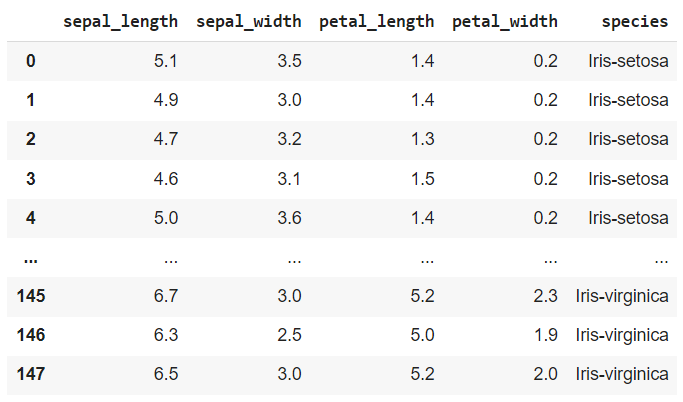 sepal_length sepal_width petal_length petal_width species
0 5.1 3.5 1.4 0.2 Iris-setosa
1 4.9 3.0 1.4 0.2 Iris-setosa
2 4.7 3.2 1.3 0.2 Iris-setosa
3 4.6 3.1 1.5 0.2 Iris-setosa
4 5.0 3.6 1.4 0.2 Iris-setosa
... ... ... ... ... ...
145 6.7 3.0 5.2 2.3 Iris-virginica
146 6.3 2.5 5.0 1.9 Iris-virginica
147 6.5 3.0 5.2 2.0 Iris-virginica